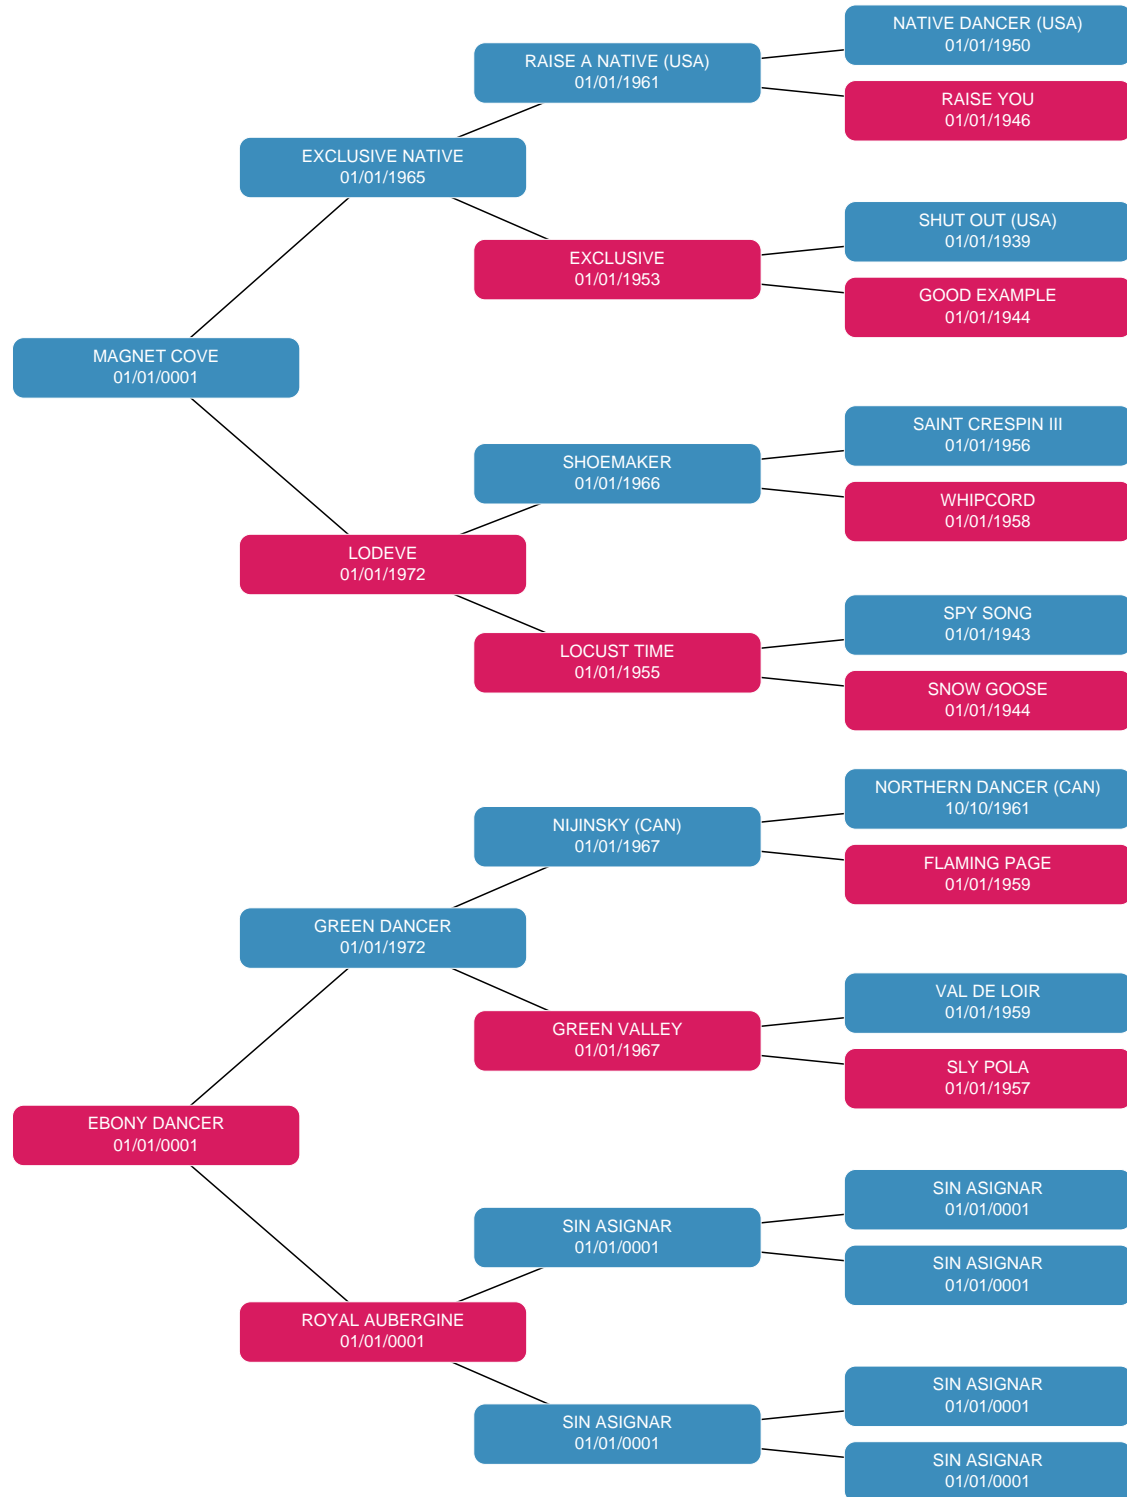 NATIVE DANCER (USA)
01/01/1950
RAISE A NATIVE (USA)
01/01/1961
RAISE YOU
01/01/1946
EXCLUSIVE NATIVE
01/01/1965
SHUT OUT (USA)
01/01/1939
EXCLUSIVE
01/01/1953
GOOD EXAMPLE
01/01/1944
MAGNET COVE
01/01/0001
SAINT CRESPIN III
01/01/1956
SHOEMAKER
01/01/1966
WHIPCORD
01/01/1958
LODEVE
01/01/1972
SPY SONG
01/01/1943
LOCUST TIME
01/01/1955
SNOW GOOSE
01/01/1944
NORTHERN DANCER (CAN)
10/10/1961
NIJINSKY (CAN)
01/01/1967
FLAMING PAGE
01/01/1959
GREEN DANCER
01/01/1972
VAL DE LOIR
01/01/1959
GREEN VALLEY
01/01/1967
SLY POLA
01/01/1957
EBONY DANCER
01/01/0001
SIN ASIGNAR
01/01/0001
SIN ASIGNAR
01/01/0001
SIN ASIGNAR
01/01/0001
ROYAL AUBERGINE
01/01/0001
SIN ASIGNAR
01/01/0001
SIN ASIGNAR
01/01/0001
SIN ASIGNAR
01/01/0001